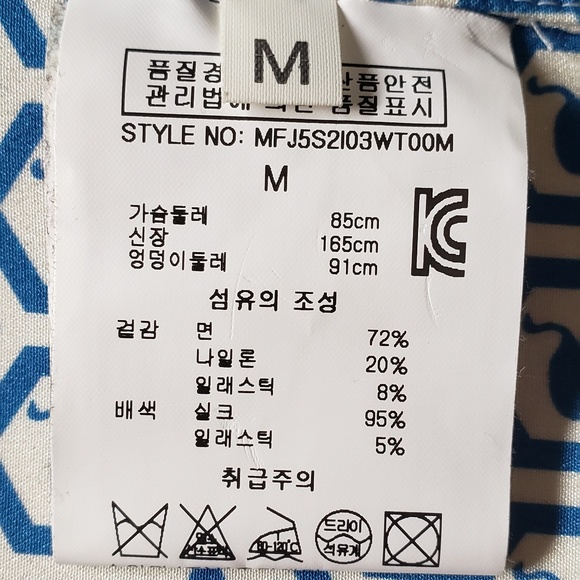 M
품질경 산품안전
관리법에 품질표시
STYLE NO: MFJ5S2I03WT00M
M
가슴둘레 85cm
신장 165cm
엉덩이둘레 91cm
KC
섬유의 조성
겉감 면 72%
나일론 20%
일래스틱 8%
배색 실크 95%
일래스틱 5%
취급주의
80-120℃
드라이
석유계